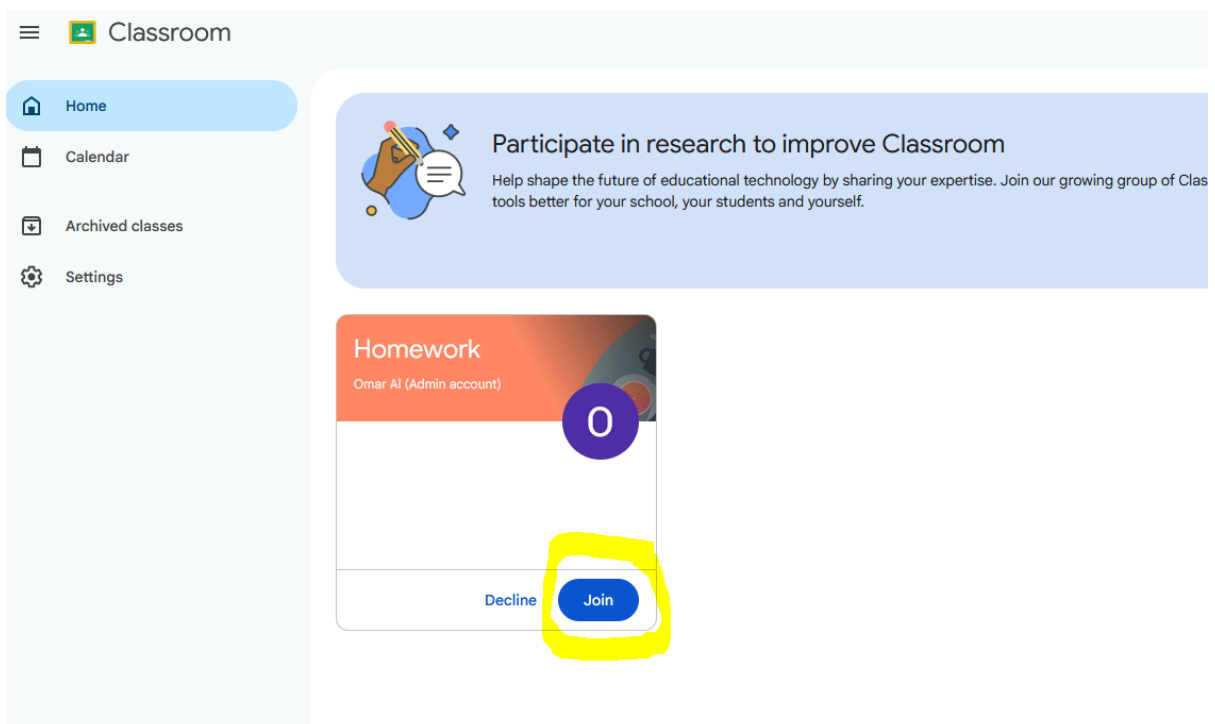 Classroom
Home
Calendar
Archived classes
Settings
Participate in research to improve Classroom
Help shape the future of educational technology by sharing your expertise. Join our growing group of Clas
tools better for your school, your students and yourself.
Homework
Omar Al (Admin account)
O
Decline
Join